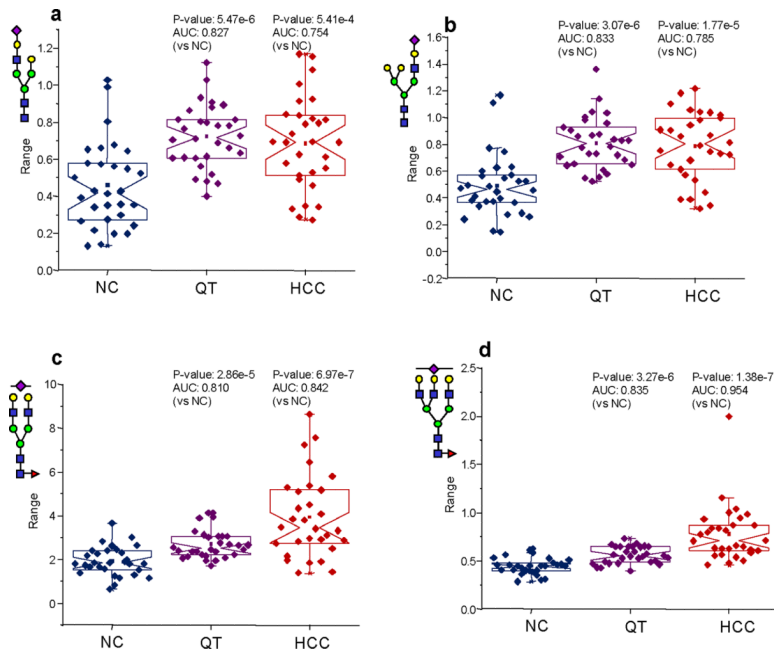 a
P-value: 5.47e-6
AUC: 0.827
(vs NC)
P-value: 5.41e-4
AUC: 0.754
(vs NC)
Range
1.2
1.0
0.8
0.6
0.4
0.2
0.0
NC QT HCC
b
P-value: 3.07e-6
AUC: 0.833
(vs NC)
P-value: 1.77e-5
AUC: 0.785
(vs NC)
Range
1.6
1.4
1.2
1.0
0.8
0.6
0.4
0.2
0.0
-0.2
NC QT HCC
c
P-value: 2.86e-5
AUC: 0.810
(vs NC)
P-value: 6.97e-7
AUC: 0.842
(vs NC)
Range
10
8
6
4
2
0
NC QT HCC
d
P-value: 3.27e-6
AUC: 0.835
(vs NC)
P-value: 1.38e-7
AUC: 0.954
(vs NC)
Range
2.5
2.0
1.5
1.0
0.5
0.0
NC QT HCC